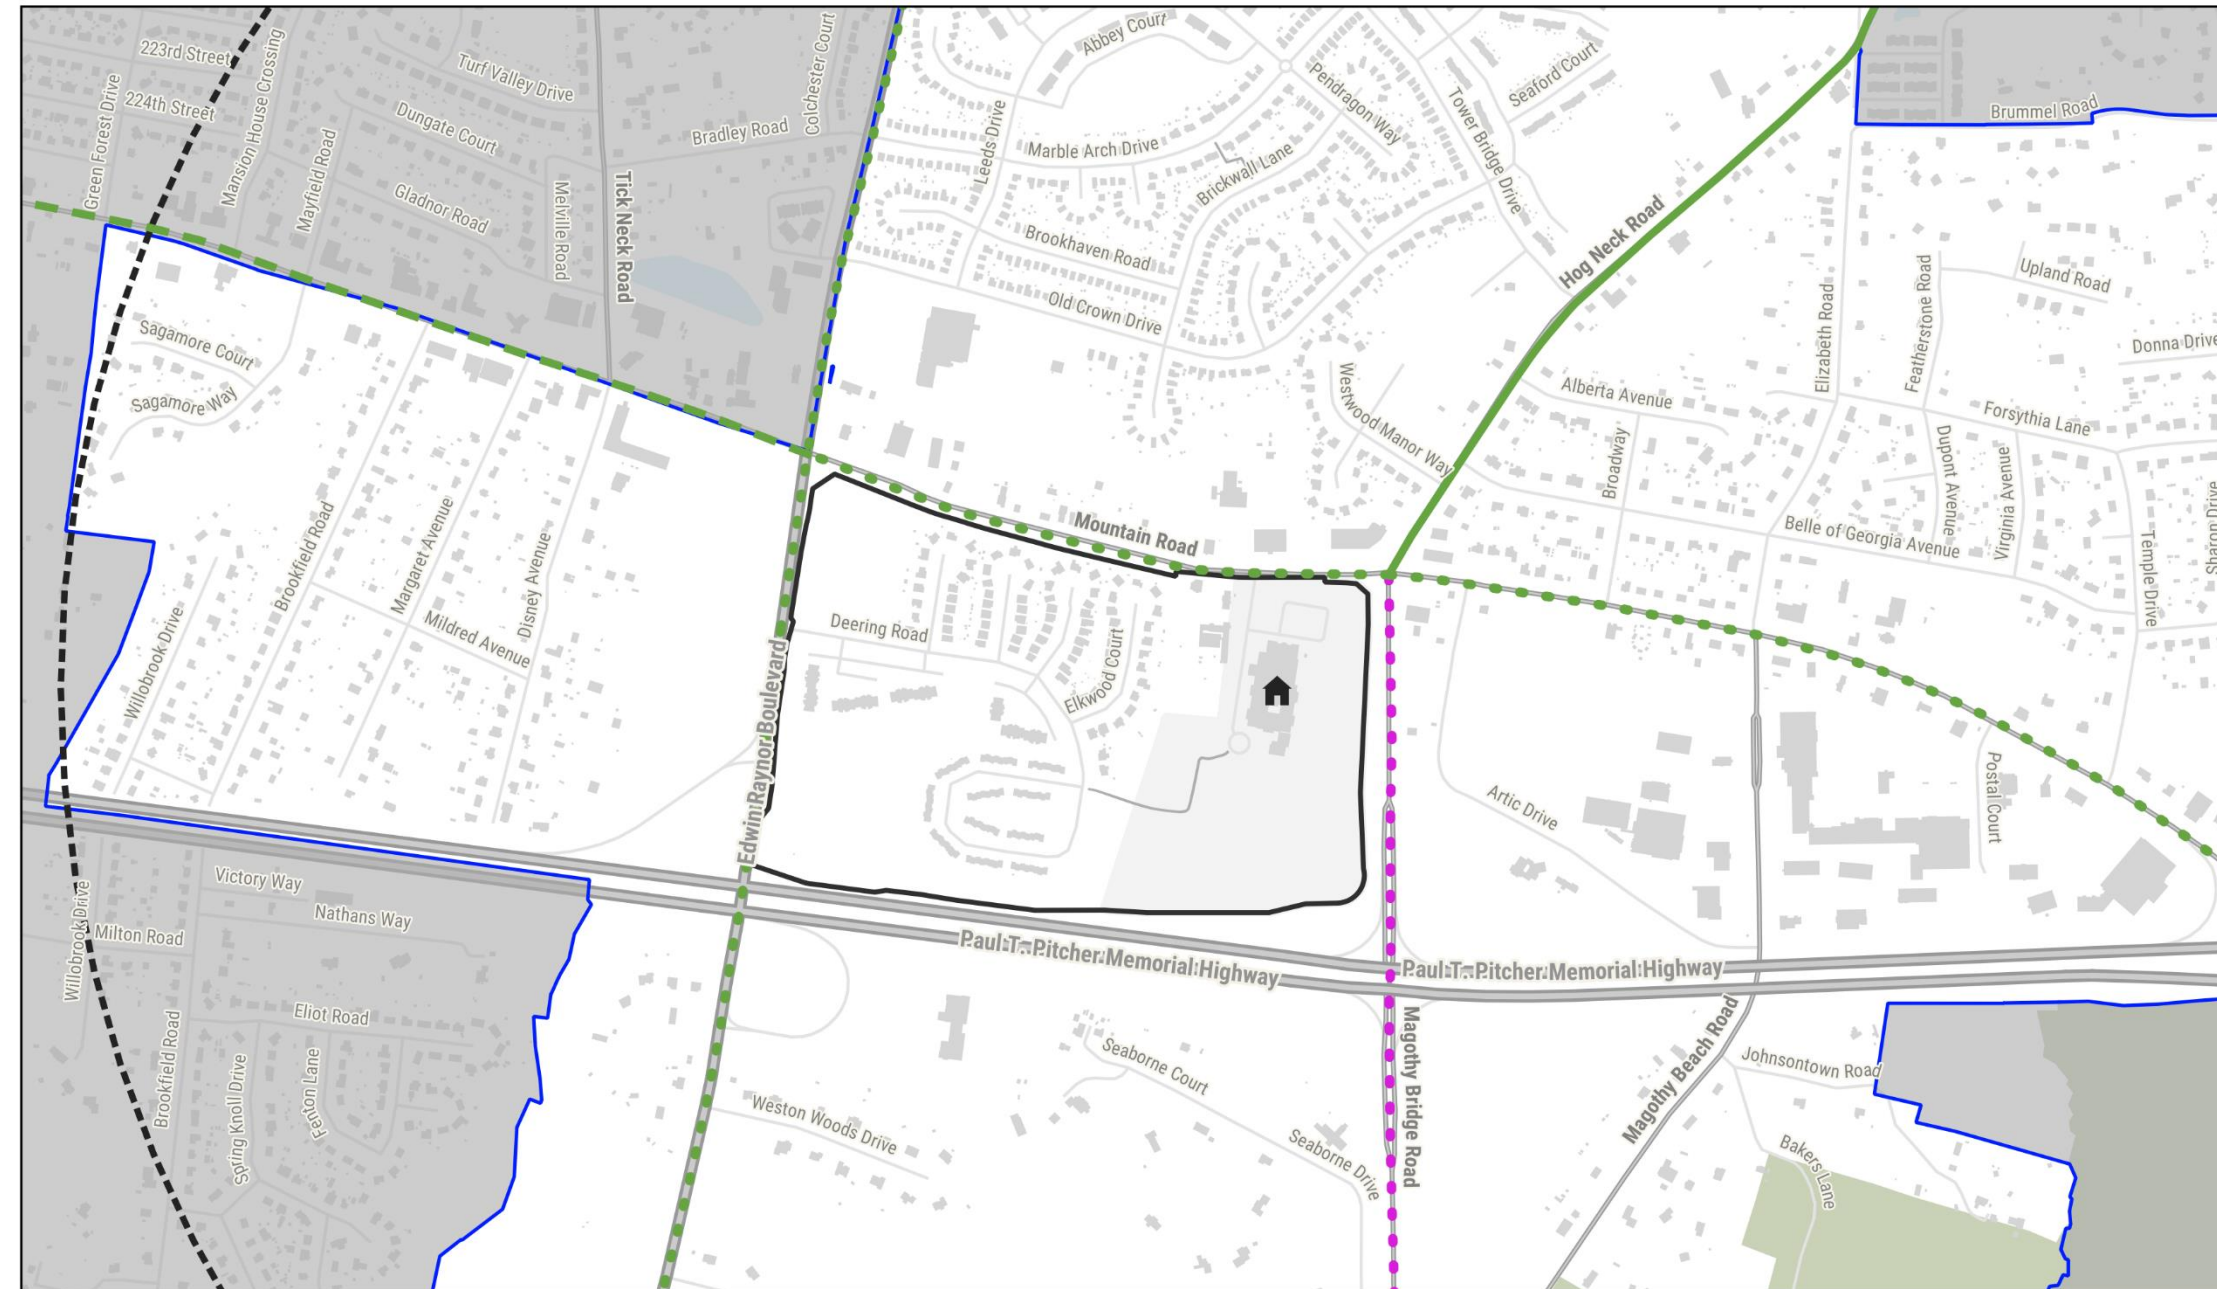 223rd Street
224th Street
Green Forest Drive
Mansion House Crossing
Mayfield Road
Turf Valley Drive
Dungate Court
Gladnor Road
Melville Road
Tick Neck Road
Bradley Road
Colchester Court
Abbey Court
Leeds Drive
Marble Arch Drive
Brickwall Lane
Pendragon Way
Tower Bridge Drive
Seaford Court
Brummel Road
Brookhaven Road
Old Crown Drive
Hog Neck Road
Elizabeth Road
Featherstone Road
Upland Road
Donna Drive
Sagamore Court
Sagamore Way
Westwood Manor Way
Alberta Avenue
Broadway
Forsythia Lane
Dupont Avenue
Virginia Avenue
Belle of Georgia Avenue
Temple Drive
Sharon Drive
Brookfield Road
Margaret Avenue
Disney Avenue
Mildred Avenue
Willobrook Drive
Mountain Road
Deering Road
Elkwood Court
Edwin Raynor Boulevard
Artic Drive
Postal Court
Victory Way
Nathans Way
Milton Road
Willobrook Drive
Paul T. Pitcher Memorial Highway
Paul T. Pitcher Memorial Highway
Eliot Road
Brookfield Road
Spring Knoll Drive
Fenton Lane
Weston Woods Drive
Seaborne Court
Seaborne Drive
Magothy Bridge Road
Magothy Beach Road
Johnsontown Road
Bakers Lane